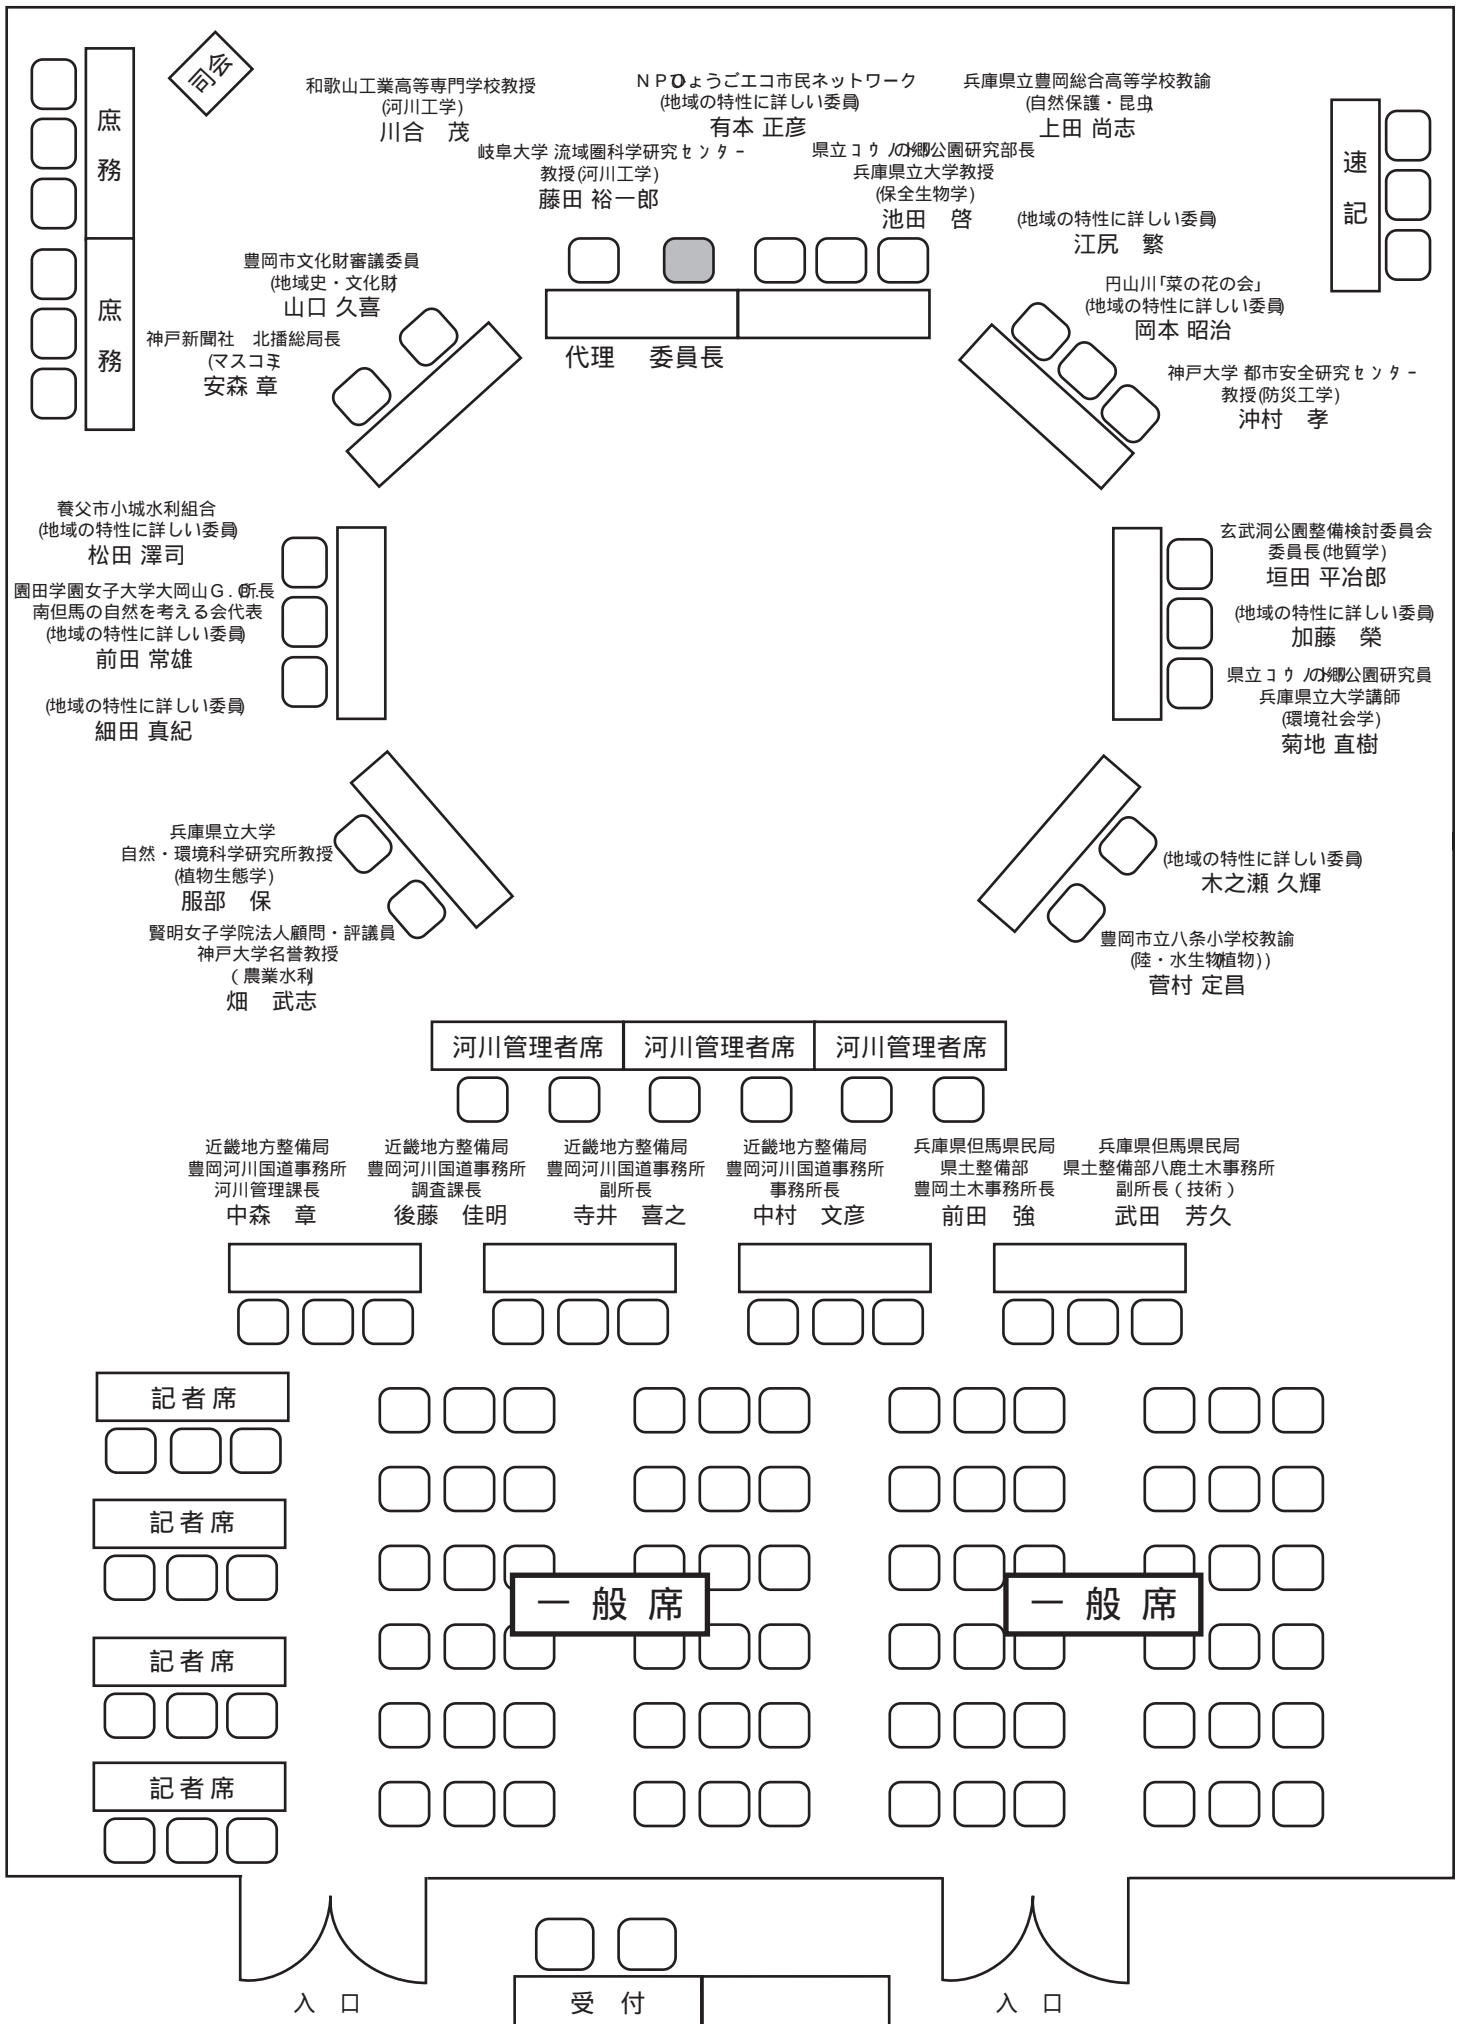 司会
庶務
庶務
速記
和歌山工業高等専門学校教授
(河川工学)
川合　茂
岐阜大学 流域圏科学研究センター
教授(河川工学)
藤田 裕一郎
ＮＰＯひょうごエコ市民ネットワーク
(地域の特性に詳しい委員)
有本 正彦
県立コウノトリの郷公園研究部長
兵庫県立大学教授
(保全生物学)
池田　啓
兵庫県立豊岡総合高等学校教諭
(自然保護・昆虫)
上田 尚志
(地域の特性に詳しい委員)
江尻　繁
円山川「菜の花の会」
(地域の特性に詳しい委員)
岡本 昭治
神戸大学 都市安全研究センター
教授(防災工学)
沖村　孝
代理　委員長
豊岡市文化財審議委員
(地域史・文化財)
山口 久喜
神戸新聞社　北播総局長
(マスコミ)
安森 章
養父市小城水利組合
(地域の特性に詳しい委員)
松田 澤司
園田学園女子大学大岡山Ｇ.Ｃ.所長
南但馬の自然を考える会代表
(地域の特性に詳しい委員)
前田 常雄
(地域の特性に詳しい委員)
細田 真紀
玄武洞公園整備検討委員会
委員長(地質学)
垣田 平治郎
(地域の特性に詳しい委員)
加藤　榮
県立コウノトリの郷公園研究員
兵庫県立大学講師
(環境社会学)
菊地 直樹
兵庫県立大学
自然・環境科学研究所教授
(植物生態学)
服部　保
賢明女子学院法人顧問・評議員
神戸大学名誉教授
(農業水利)
畑　武志
(地域の特性に詳しい委員)
木之瀬 久輝
豊岡市立八条小学校教諭
(陸・水生物(植物))
菅村 定昌
河川管理者席
河川管理者席
河川管理者席
近畿地方整備局
豊岡河川国道事務所
河川管理課長
中森　章
近畿地方整備局
豊岡河川国道事務所
調査課長
後藤　佳明
近畿地方整備局
豊岡河川国道事務所
副所長
寺井　喜之
近畿地方整備局
豊岡河川国道事務所
事務所長
中村　文彦
兵庫県但馬県民局
県土整備部
豊岡土木事務所長
前田　強
兵庫県但馬県民局
県土整備部八鹿土木事務所
副所長（技術）
武田　芳久
記者席
記者席
記者席
記者席
一般席
一般席
入　口
受　付
入　口